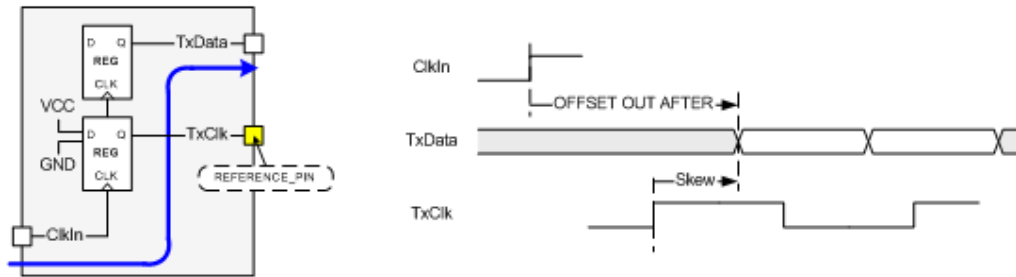 D Q
REG
CLK
TxData
VCC
GND
D Q
REG
CLK
TxClk
REFERENCE_PIN
ClkIn
ClkIn
OFFSET OUT AFTER
TxData
Skew
TxClk